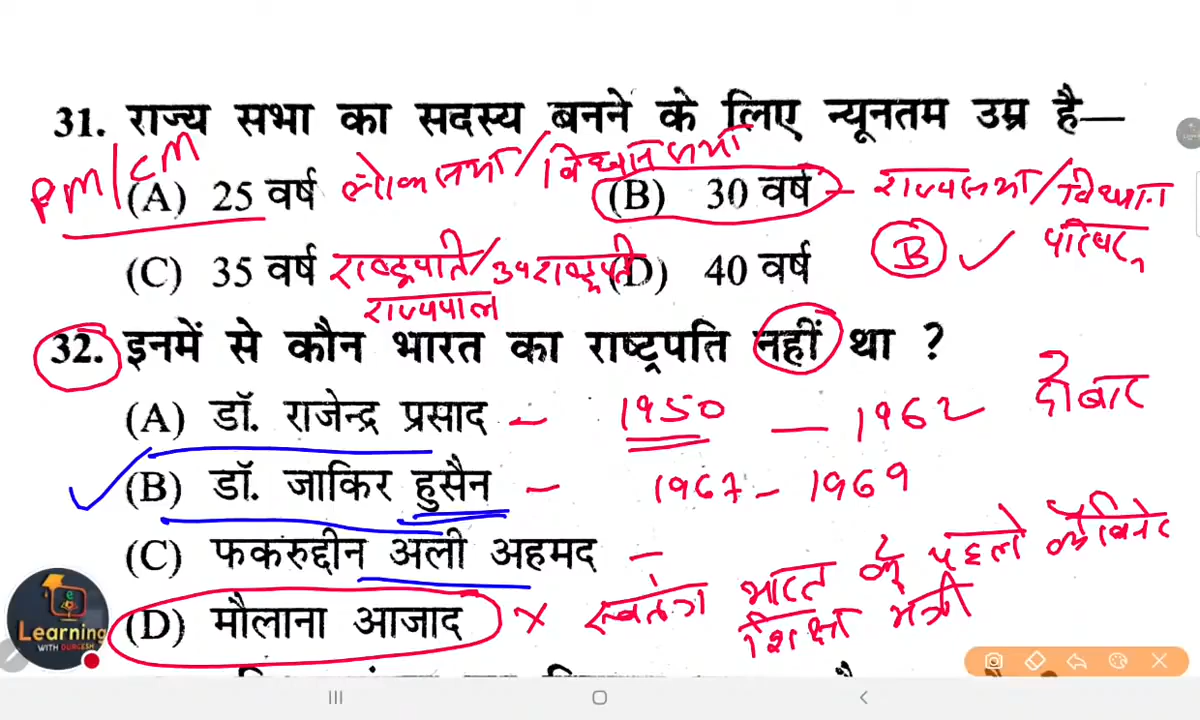 31. राज्य सभा का सदस्य बनने के लिए न्यूनतम उम्र है—
PM/CM
(A) 25 वर्ष लोकसभा/विधानसभा (B) 30 वर्ष - राज्यसभा/विधान परिषद्
(C) 35 वर्ष राष्ट्रपति/उपराष्ट्रपति (D) 40 वर्ष B ✓
राज्यपाल
32. इनमें से कौन भारत का राष्ट्रपति नहीं था ?
(A) डॉ. राजेन्द्र प्रसाद - 1950 — 1962 दो बार
(B) डॉ. जाकिर हुसैन - 1967 - 1969
(C) फकरुद्दीन अली अहमद -
(D) मौलाना आजाद × स्वतंत्र भारत के पहले कैबिनेट
शिक्षा मंत्री
Learning
WITH DURGESH